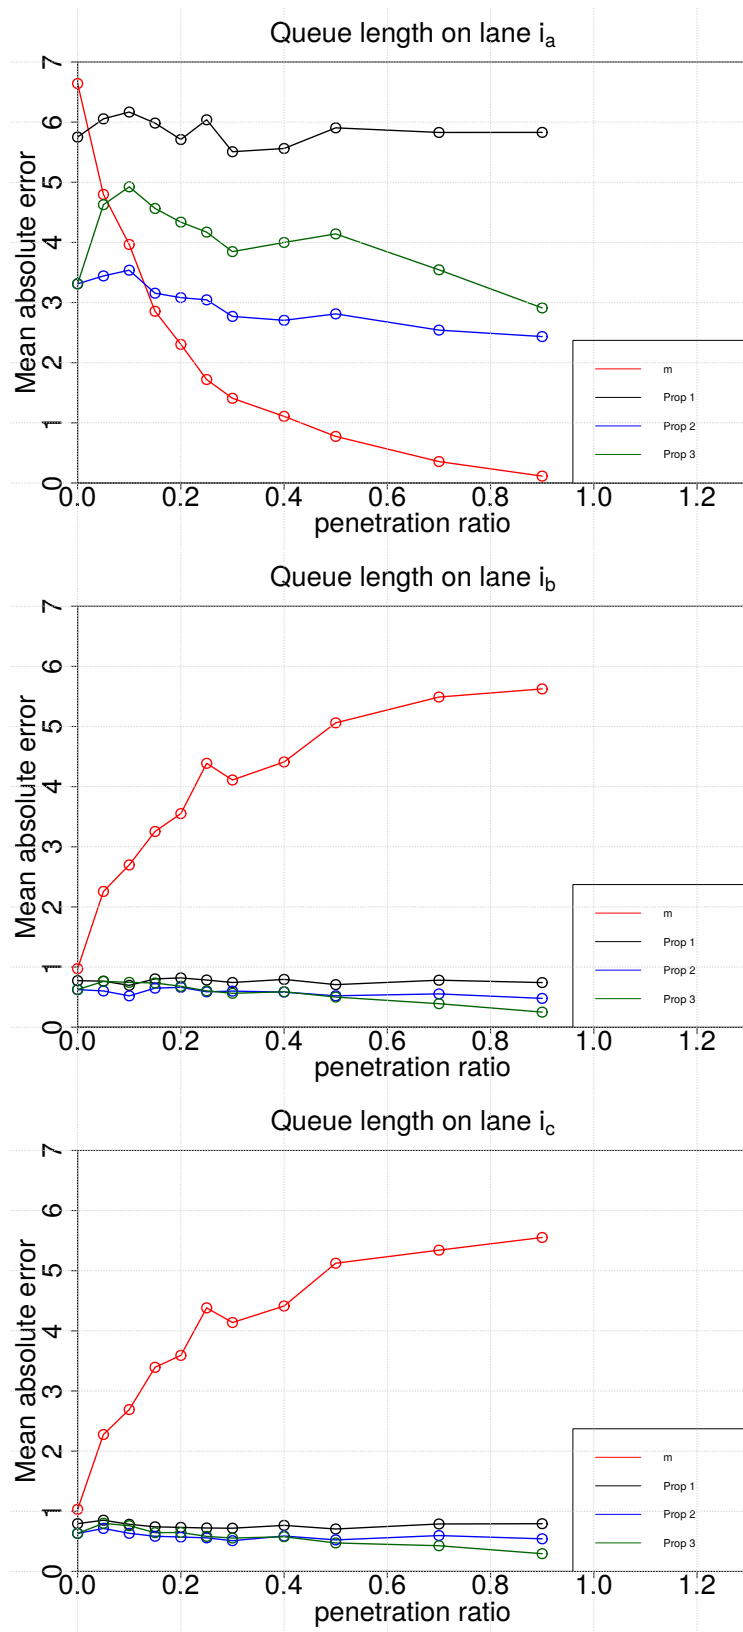 Queue length on lane i_a
Mean absolute error
7
6
5
4
3
2
1
0
0.0 0.2 0.4 0.6 0.8 1.0 1.2
penetration ratio
m
Prop 1
Prop 2
Prop 3
Queue length on lane i_b
Mean absolute error
7
6
5
4
3
2
1
0
0.0 0.2 0.4 0.6 0.8 1.0 1.2
penetration ratio
m
Prop 1
Prop 2
Prop 3
Queue length on lane i_c
Mean absolute error
7
6
5
4
3
2
1
0
0.0 0.2 0.4 0.6 0.8 1.0 1.2
penetration ratio
m
Prop 1
Prop 2
Prop 3